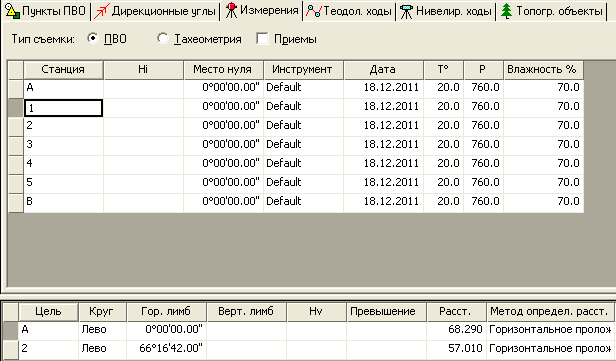 Пункты ПВО Дирекционные углы Измерения Теодол. ходы Нивелир. ходы Топогр. объекты
Тип съемки: ПВО Тахеометрия Приемы
Станция Hi Место нуля Инструмент Дата T° P Влажность %
A 0°00'00.00" Default 18.12.2011 20.0 760.0 70.0
1 0°00'00.00" Default 18.12.2011 20.0 760.0 70.0
2 0°00'00.00" Default 18.12.2011 20.0 760.0 70.0
3 0°00'00.00" Default 18.12.2011 20.0 760.0 70.0
4 0°00'00.00" Default 18.12.2011 20.0 760.0 70.0
5 0°00'00.00" Default 18.12.2011 20.0 760.0 70.0
B 0°00'00.00" Default 18.12.2011 20.0 760.0 70.0
Цель Круг Гор. лимб Верт. лимб Hv Превышение Расст. Метод определ. расст.
A Лево 0°00'00.00" 68.290 Горизонтальное пролож
2 Лево 66°16'42.00" 57.010 Горизонтальное пролож